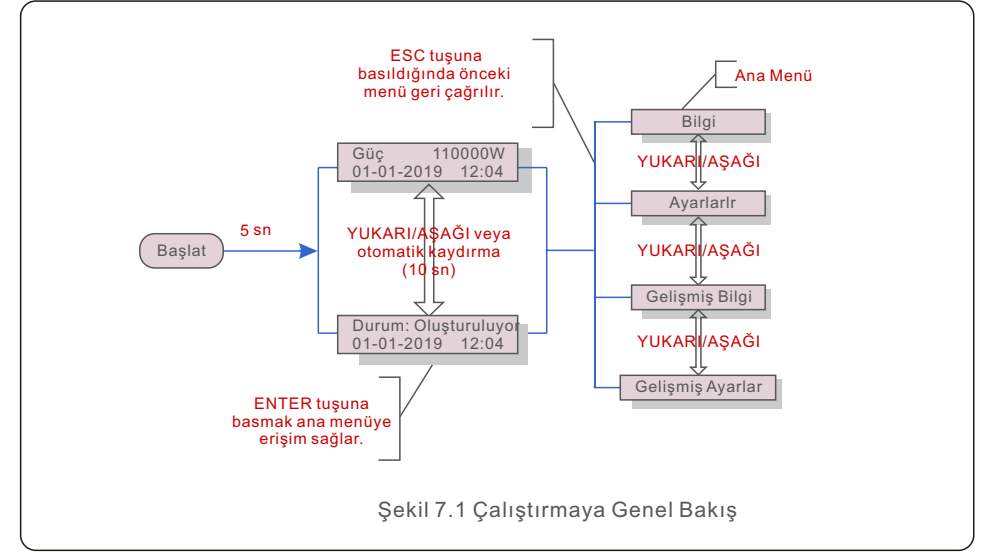 ESC tuşuna
basıldığında önceki
menü geri çağrılır.
Ana Menü
Bilgi
Güç 110000W
01-01-2019 12:04
YUKARI/AŞAĞI
Ayarlarlr
Başlat
5 sn
YUKARI/AŞAĞI veya
otomatik kaydırma
(10 sn)
YUKARI/AŞAĞI
Gelişmiş Bilgi
Durum: Oluşturuluyor
01-01-2019 12:04
YUKARI/AŞAĞI
Gelişmiş Ayarlar
ENTER tuşuna
basmak ana menüye
erişim sağlar.
Şekil 7.1 Çalıştırmaya Genel Bakış